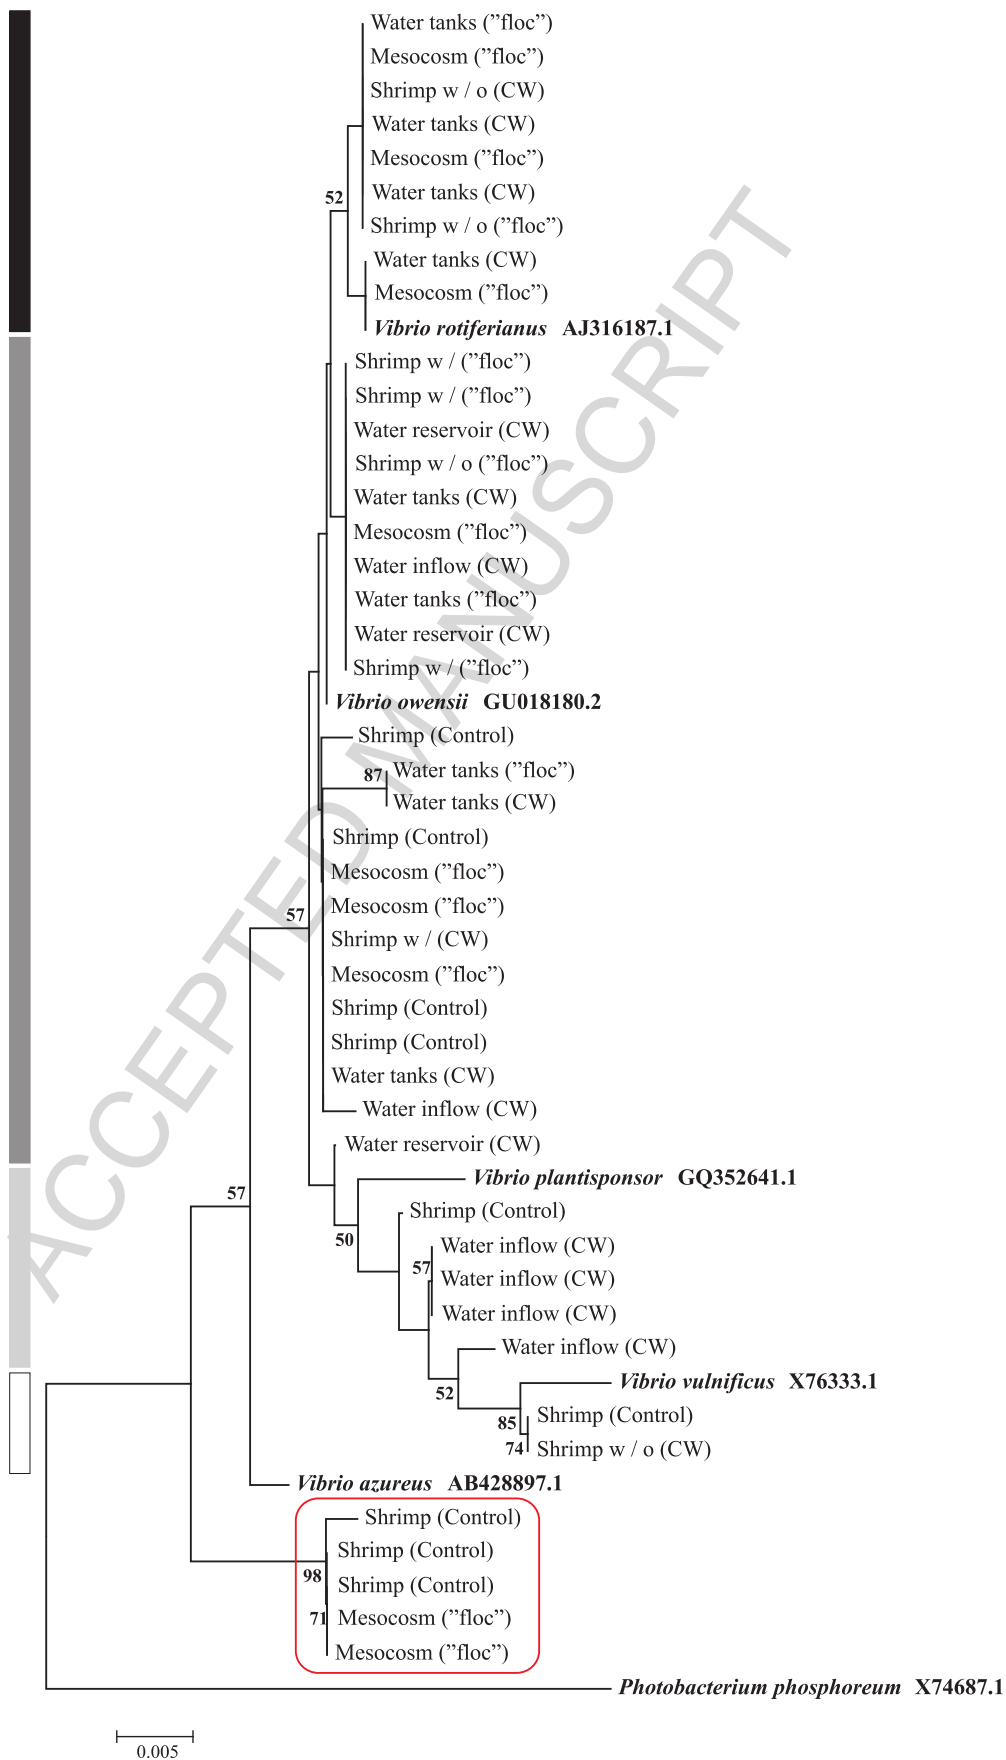 Water tanks (”floc”)
Mesocosm (”floc”)
Shrimp w / o (CW)
Water tanks (CW)
Mesocosm (”floc”)
Water tanks (CW)
52
Shrimp w / o (”floc”)
Water tanks (CW)
Mesocosm (”floc”)
Vibrio rotiferianus AJ316187.1
Shrimp w / (”floc”)
Shrimp w / (”floc”)
Water reservoir (CW)
Shrimp w / o (”floc”)
Water tanks (CW)
Mesocosm (”floc”)
Water inflow (CW)
Water tanks (”floc”)
Water reservoir (CW)
Shrimp w / (”floc”)
Vibrio owensii GU018180.2
Shrimp (Control)
87 Water tanks (”floc”)
Water tanks (CW)
Shrimp (Control)
Mesocosm (”floc”)
Mesocosm (”floc”)
57
Shrimp w / (CW)
Mesocosm (”floc”)
Shrimp (Control)
Shrimp (Control)
Water tanks (CW)
Water inflow (CW)
Water reservoir (CW)
Vibrio plantisponsor GQ352641.1
57
Shrimp (Control)
50
Water inflow (CW)
57
Water inflow (CW)
Water inflow (CW)
Water inflow (CW)
Vibrio vulnificus X76333.1
52
Shrimp (Control)
85
74 Shrimp w / o (CW)
Vibrio azureus AB428897.1
Shrimp (Control)
Shrimp (Control)
98
Shrimp (Control)
71 Mesocosm (”floc”)
Mesocosm (”floc”)
Photobacterium phosphoreum X74687.1
0.005
ACCEPTED MANUSCRIPT